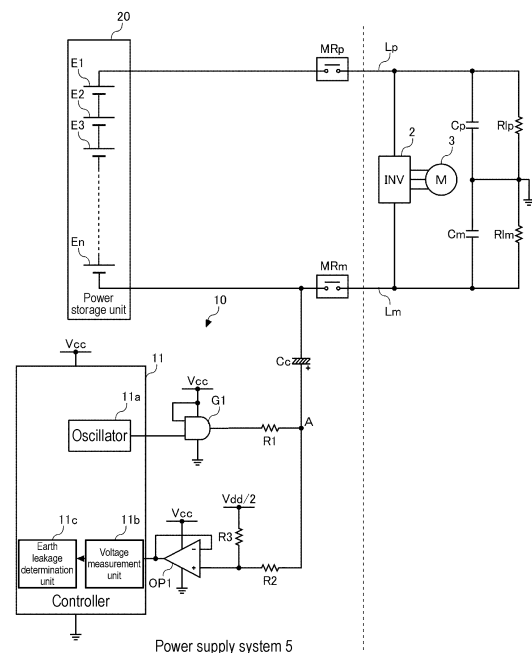 20
E1
E2
E3
En
Power
storage unit
MRp
Lp
Cp
Rlp
2
3
INV
M
Cm
Rlm
MRm
Lm
10
Cc
Vcc
11
11a
Oscillator
Vcc
G1
R1
A
Vdd/2
11c
11b
Vcc
R3
Earth
leakage
determination
unit
Voltage
measurement
unit
-
+
OP1
R2
Controller
Power supply system 5